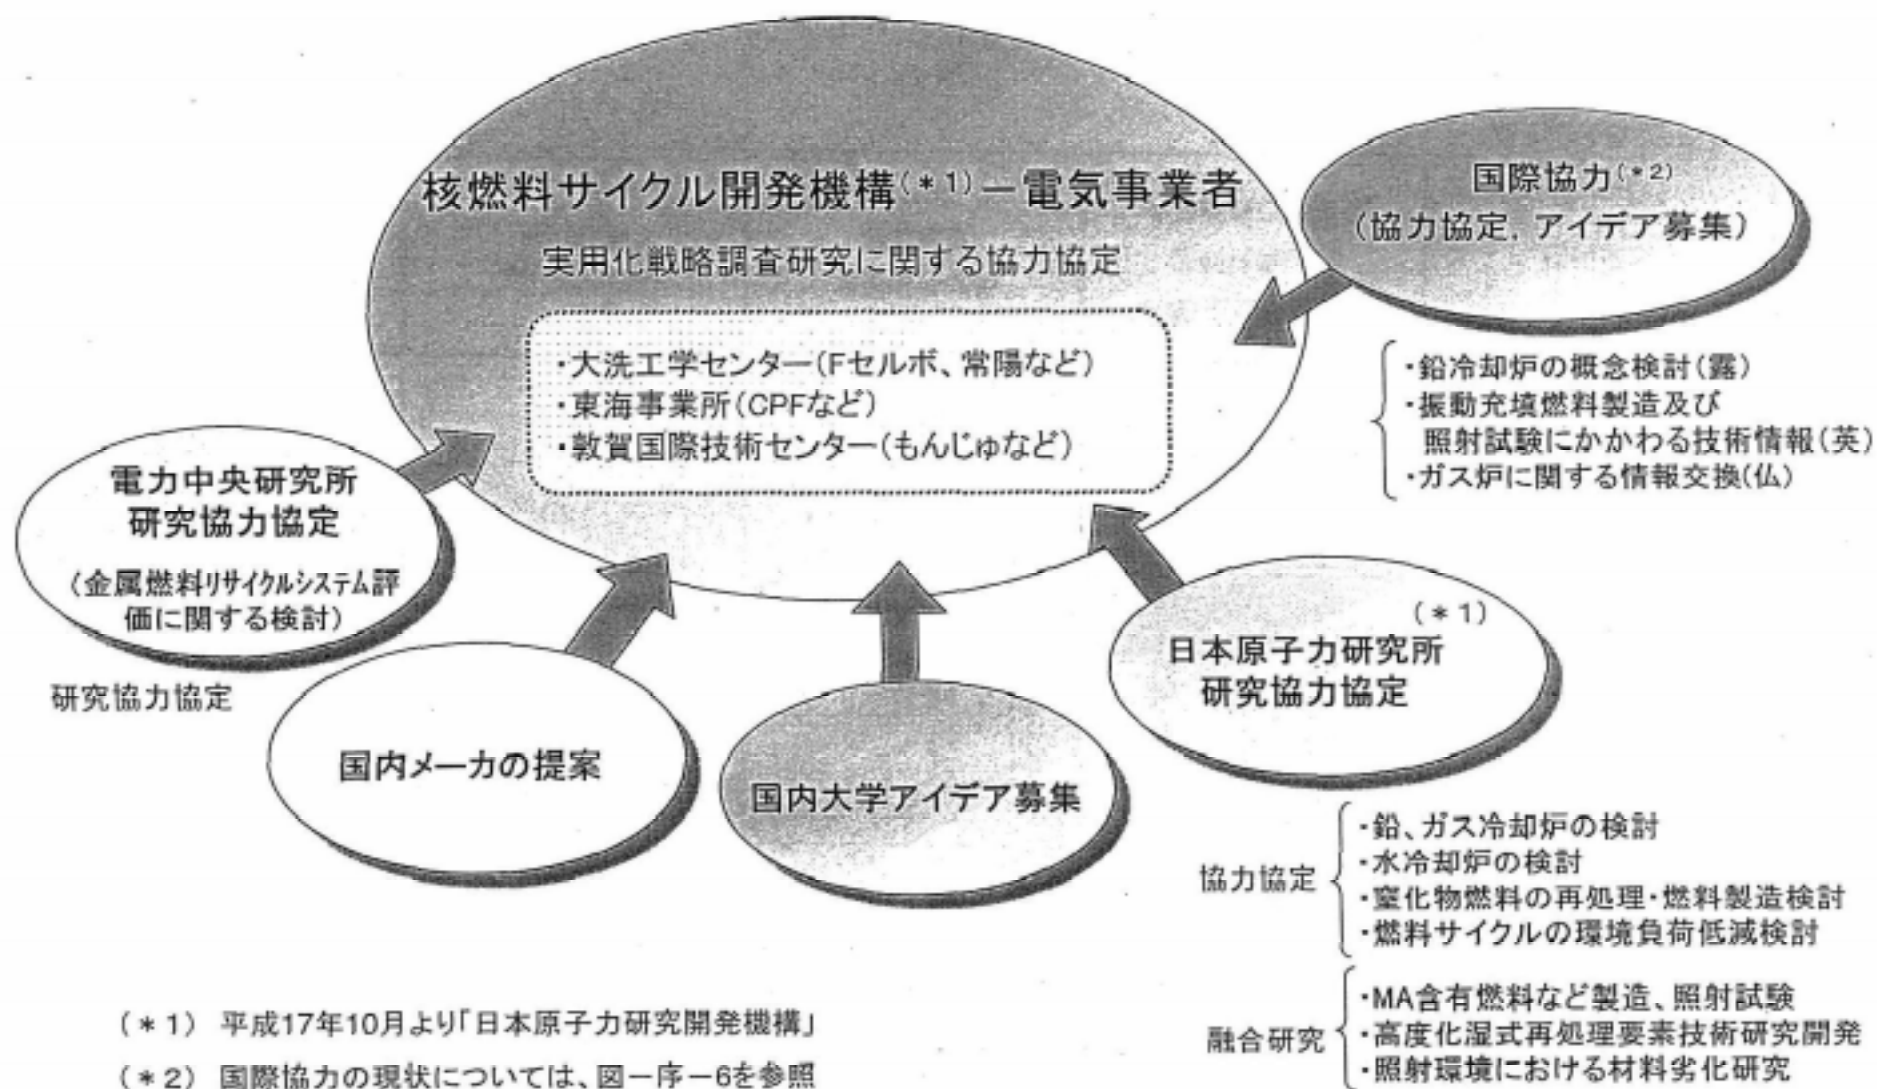 核燃料サイクル開発機構(*1)－電気事業者
実用化戦略調査研究に関する協力協定
・大洗工学センター(Fセルボ、常陽など)
・東海事業所(CPFなど)
・敦賀国際技術センター(もんじゅなど)
国際協力(*2)
(協力協定, アイデア募集)
・鉛冷却炉の概念検討(露)
・振動充填燃料製造及び
照射試験にかかわる技術情報(英)
・ガス炉に関する情報交換(仏)
電力中央研究所
研究協力協定
(金属燃料リサイクルシステム評
価に関する検討)
研究協力協定
国内メーカの提案
国内大学アイデア募集
(*1)
日本原子力研究所
研究協力協定
協力協定
・鉛、ガス冷却炉の検討
・水冷却炉の検討
・窒化物燃料の再処理・燃料製造検討
・燃料サイクルの環境負荷低減検討
融合研究
・MA含有燃料など製造、照射試験
・高度化湿式再処理要素技術研究開発
・照射環境における材料劣化研究
(*1) 平成17年10月より「日本原子力研究開発機構」
(*2) 国際協力の現状については、図－序－6を参照